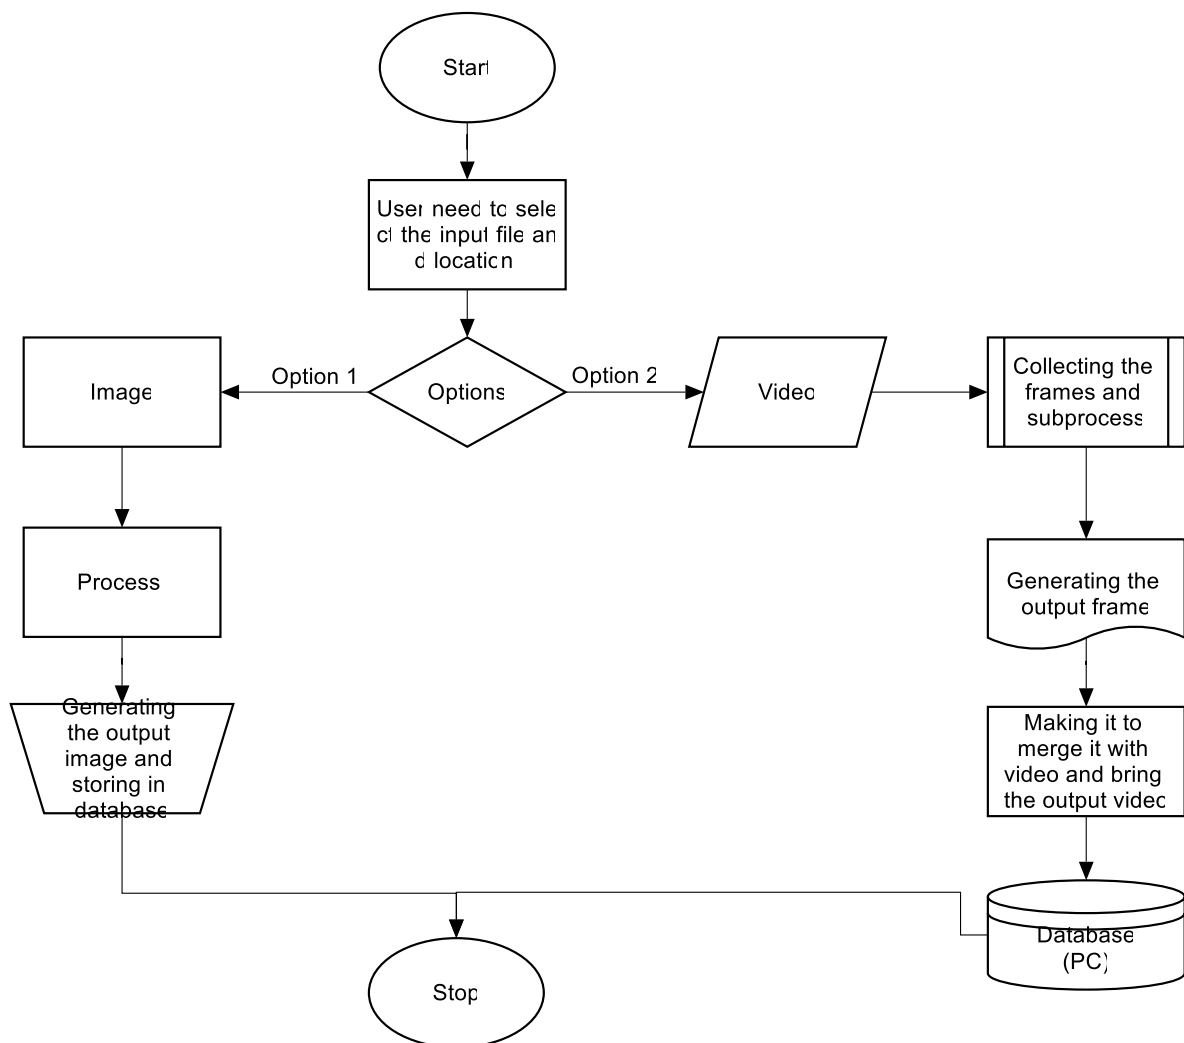 Start
User need to sele
ct the input file an
d location
Image
Option 1
Options
Option 2
Video
Collecting the
frames and
subprocess
Process
Generating the
output frame
Generating
the output
image and
storing in
database
Making it to
merge it with
video and bring
the output video
Database
(PC)
Stop